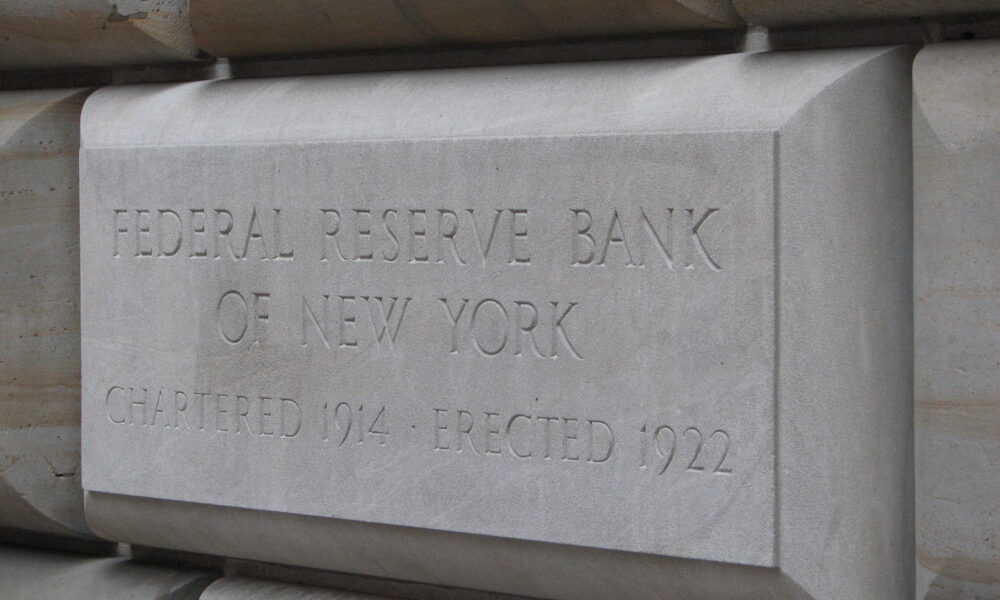 FEDERAL RESERVE BANK
OF NEW YORK
CHARTERED 1914 · ERECTED 1922